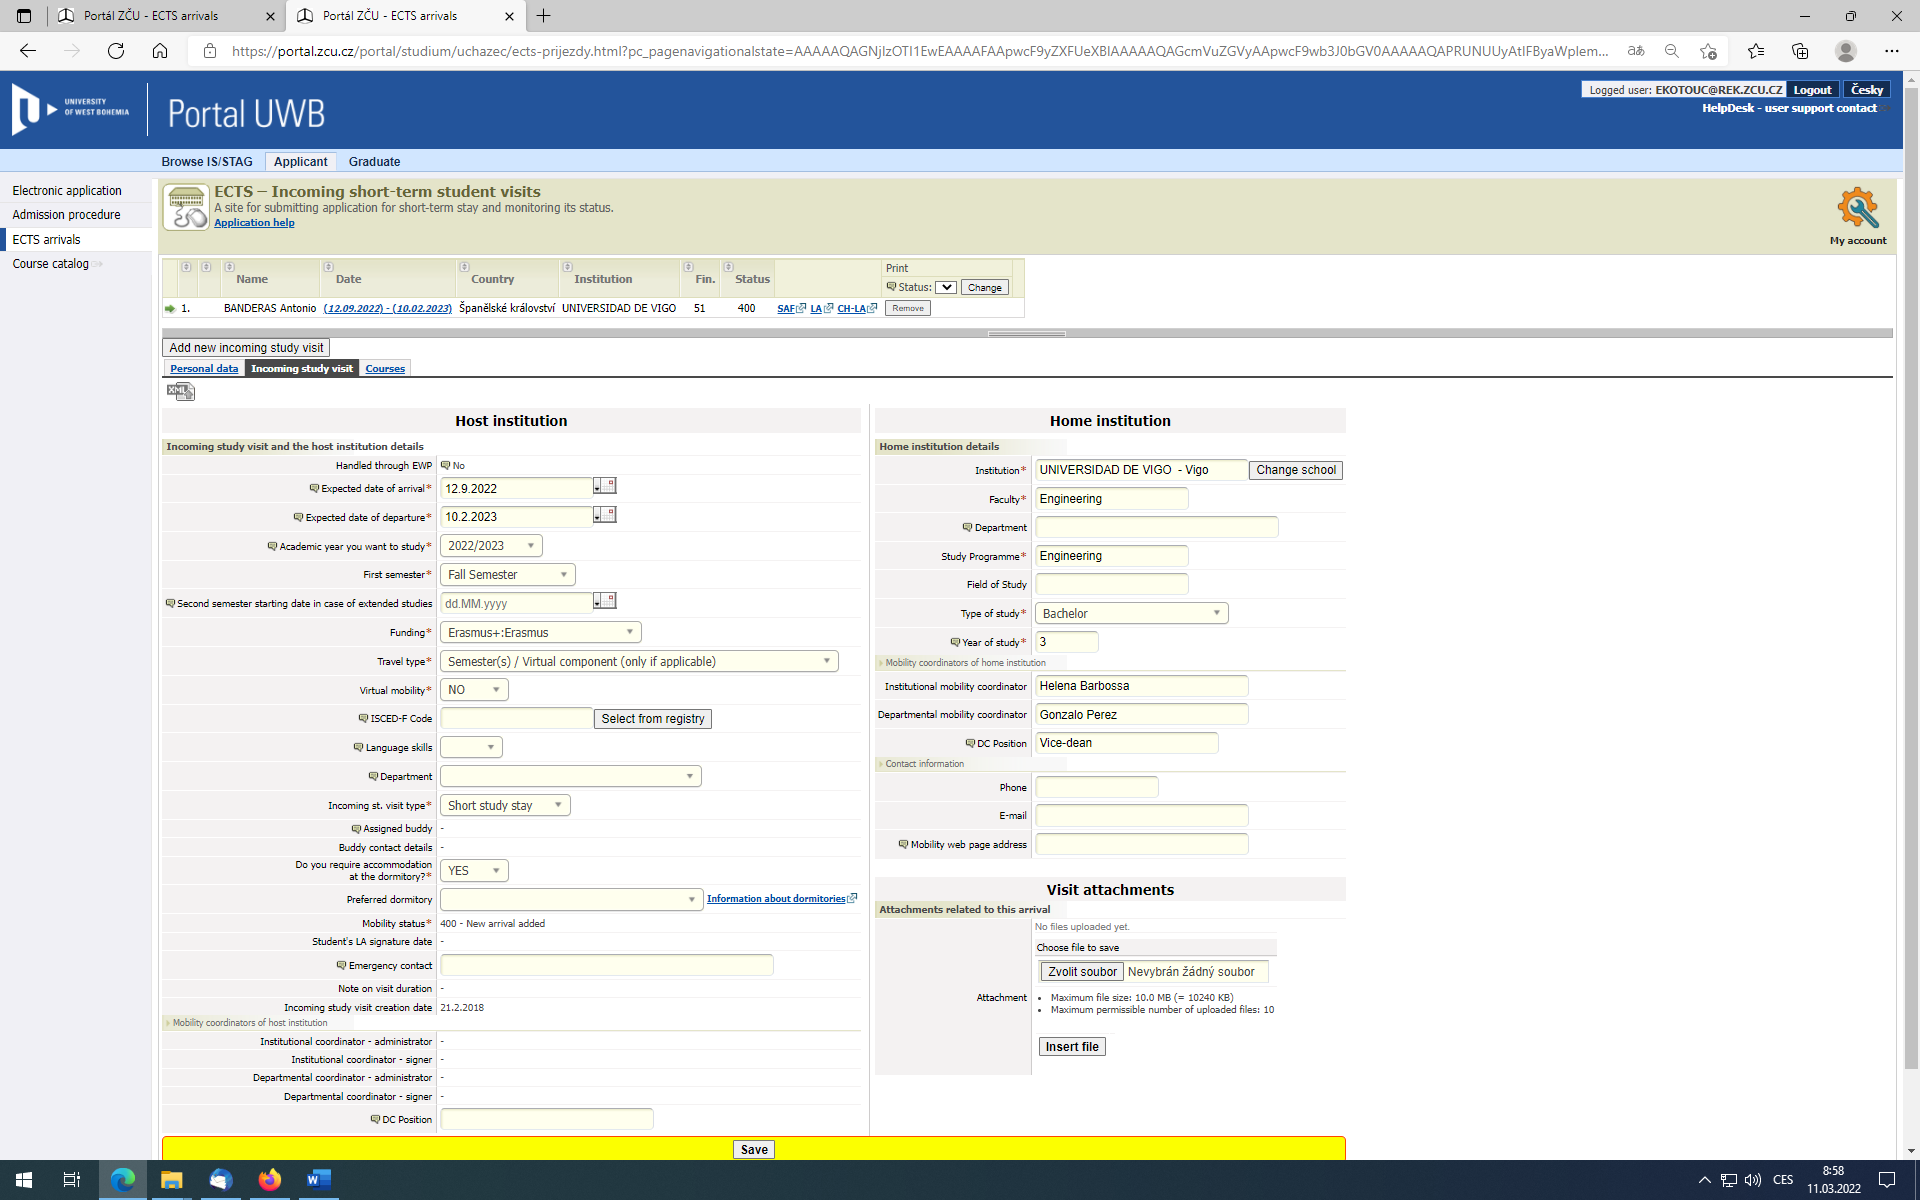 Portál ZČU - ECTS arrivals
Portál ZČU - ECTS arrivals
https://portal.zcu.cz/portal/studium/uchazec/ects-prijezdy.html?pc_pagenavigationalstate=
UNIVERSITY OF WEST BOHEMIA
Portal UWB
Logged user: EKOTOUC@REK.ZCU.CZ Logout Česky
HelpDesk - user support contact
Browse IS/STAG Applicant Graduate
Electronic application
Admission procedure
ECTS arrivals
Course catalog
ECTS – Incoming short-term student visits
A site for submitting application for short-term stay and monitoring its status.
Application help
My account
Name Date Country Institution Fin. Status Print
Status: Change
1. BANDERAS Antonio (12.09.2022) - (10.02.2023) Španělské království UNIVERSIDAD DE VIGO 51 400 SAF LA CH-LA Remove
Add new incoming study visit
Personal data Incoming study visit Courses
XML
Host institution
Incoming study visit and the host institution details
Handled through EWP No
Expected date of arrival* 12.9.2022
Expected date of departure* 10.2.2023
Academic year you want to study* 2022/2023
First semester* Fall Semester
Second semester starting date in case of extended studies dd.MM.yyyy
Funding* Erasmus+:Erasmus
Travel type* Semester(s) / Virtual component (only if applicable)
Virtual mobility* NO
ISCED-F Code Select from registry
Language skills
Department
Incoming st. visit type* Short study stay
Assigned buddy -
Buddy contact details -
Do you require accommodation
at the dormitory?* YES
Preferred dormitory Information about dormitories
Mobility status* 400 - New arrival added
Student's LA signature date -
Emergency contact
Note on visit duration -
Incoming study visit creation date 21.2.2018
Mobility coordinators of host institution
Institutional coordinator - administrator -
Institutional coordinator - signer -
Departmental coordinator - administrator -
Departmental coordinator - signer -
DC Position
Home institution
Home institution details
Institution* UNIVERSIDAD DE VIGO - Vigo Change school
Faculty* Engineering
Department
Study Programme* Engineering
Field of Study
Type of study* Bachelor
Year of study* 3
Mobility coordinators of home institution
Institutional mobility coordinator Helena Barbossa
Departmental mobility coordinator Gonzalo Perez
DC Position Vice-dean
Contact information
Phone
E-mail
Mobility web page address
Visit attachments
Attachments related to this arrival
No files uploaded yet.
Choose file to save
Zvolit soubor Nevybrán žádný soubor
Attachment
• Maximum file size: 10.0 MB (= 10240 KB)
• Maximum permissible number of uploaded files: 10
Insert file
Save
CES 8:58
11.03.2022